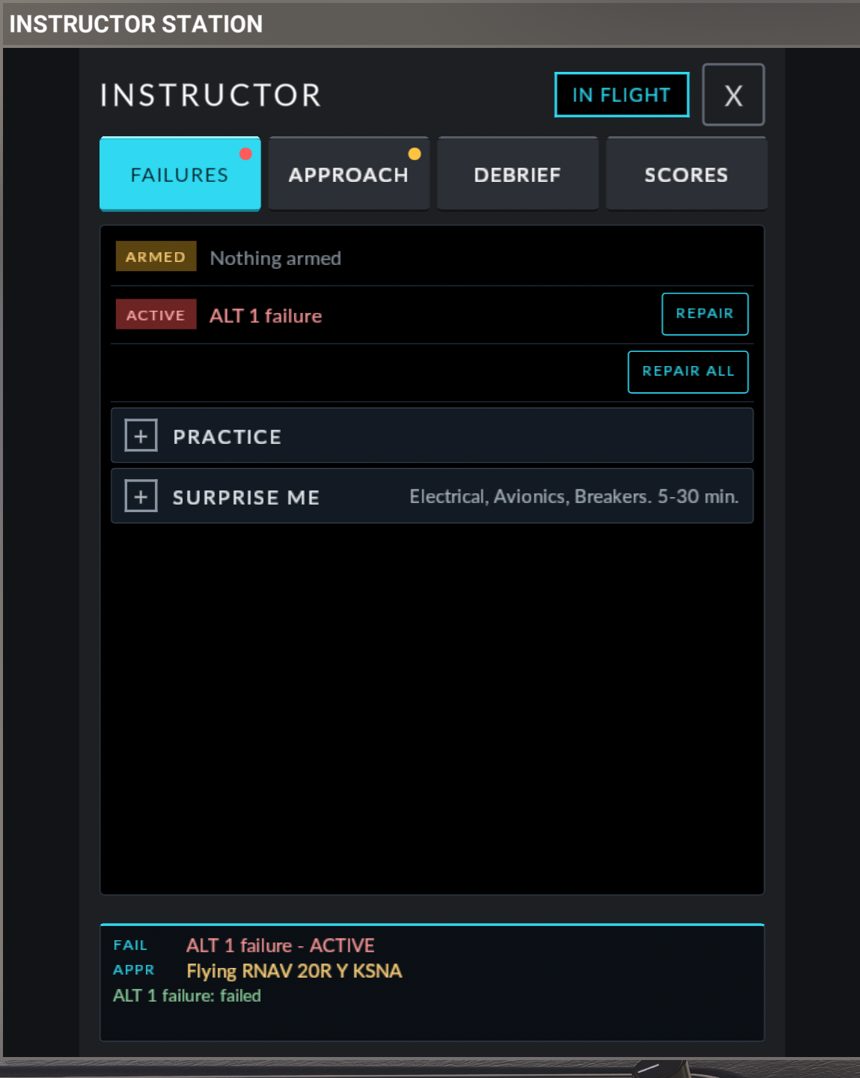 INSTRUCTOR STATION
INSTRUCTOR IN FLIGHT X
FAILURES APPROACH DEBRIEF SCORES
ARMED Nothing armed
ACTIVE ALT 1 failure REPAIR
REPAIR ALL
+ PRACTICE
+ SURPRISE ME Electrical, Avionics, Breakers. 5-30 min.
FAIL ALT 1 failure - ACTIVE
APPR Flying RNAV 20R Y KSNA
ALT 1 failure: failed